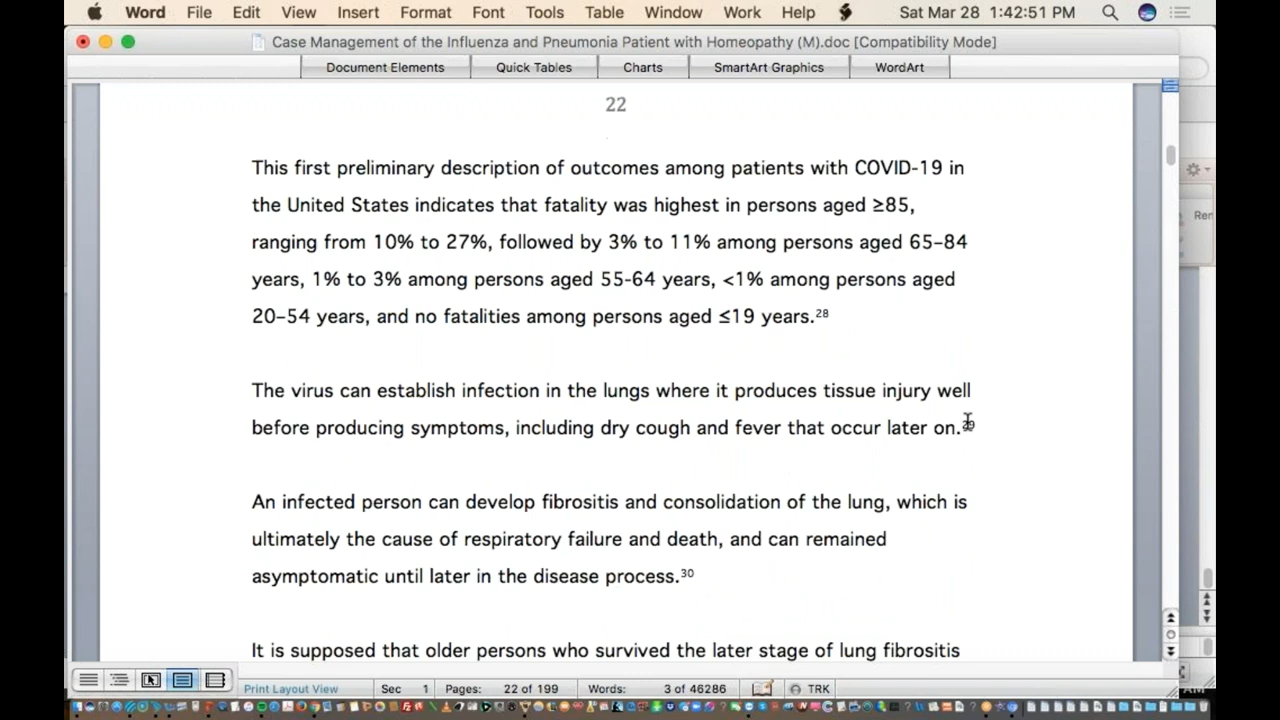 Word File Edit View Insert Format Font Tools Table Window Work Help Sat Mar 28 1:42:51 PM
Case Management of the Influenza and Pneumonia Patient with Homeopathy (M).doc [Compatibility Mode]
Document Elements Quick Tables Charts SmartArt Graphics WordArt
22
This first preliminary description of outcomes among patients with COVID-19 in
the United States indicates that fatality was highest in persons aged ≥85,
ranging from 10% to 27%, followed by 3% to 11% among persons aged 65–84
years, 1% to 3% among persons aged 55-64 years, <1% among persons aged
20–54 years, and no fatalities among persons aged ≤19 years.28
Ren
The virus can establish infection in the lungs where it produces tissue injury well
before producing symptoms, including dry cough and fever that occur later on.
An infected person can develop fibrositis and consolidation of the lung, which is
ultimately the cause of respiratory failure and death, and can remained
asymptomatic until later in the disease process.30
It is supposed that older persons who survived the later stage of lung fibrositis
Print Layout View Sec 1 Pages: 22 of 199 Words: 3 of 46286 TRK
AM